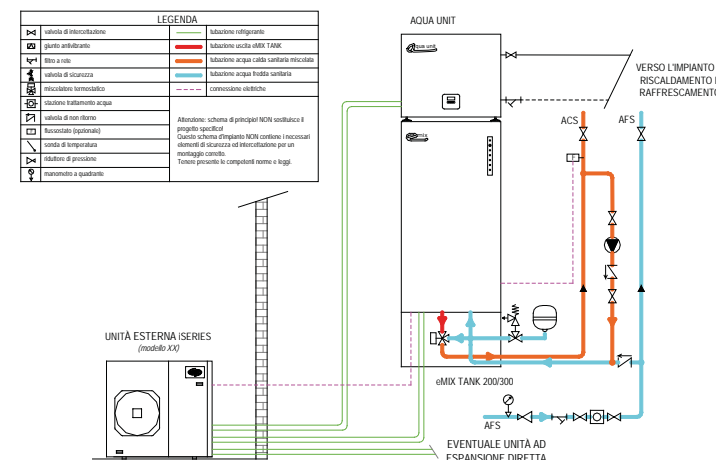 LEGENDA
valvola di intercettazione
tubazione refrigerante
giunto antivibrante
tubazione uscita eMIX TANK
filtro a rete
tubazione acqua calda sanitaria miscelata
valvola di sicurezza
tubazione acqua fredda sanitaria
miscelatore termostatico
connessione elettriche
stazione trattamento acqua
valvola di non ritorno
flussostato (opzionale)
sonda di temperatura
riduttore di pressione
manometro a quadrante
Attenzione: schema di principio! NON sostituisce il
progetto specifico!
Questo schema d'impianto NON contiene i necessari
elementi di sicurezza ed intercettazione per un
montaggio corretto.
Tenere presente le competenti norme e leggi.
AQUA UNIT
VERSO L'IMPIANTO
RISCALDAMENTO
RAFFRESCAMENTO
ACS
AFS
F
UNITÀ ESTERNA iSERIES
(modello XX)
eMIX TANK 200/300
AFS
EVENTUALE UNITÀ AD
ESPANSIONE DIRETTA